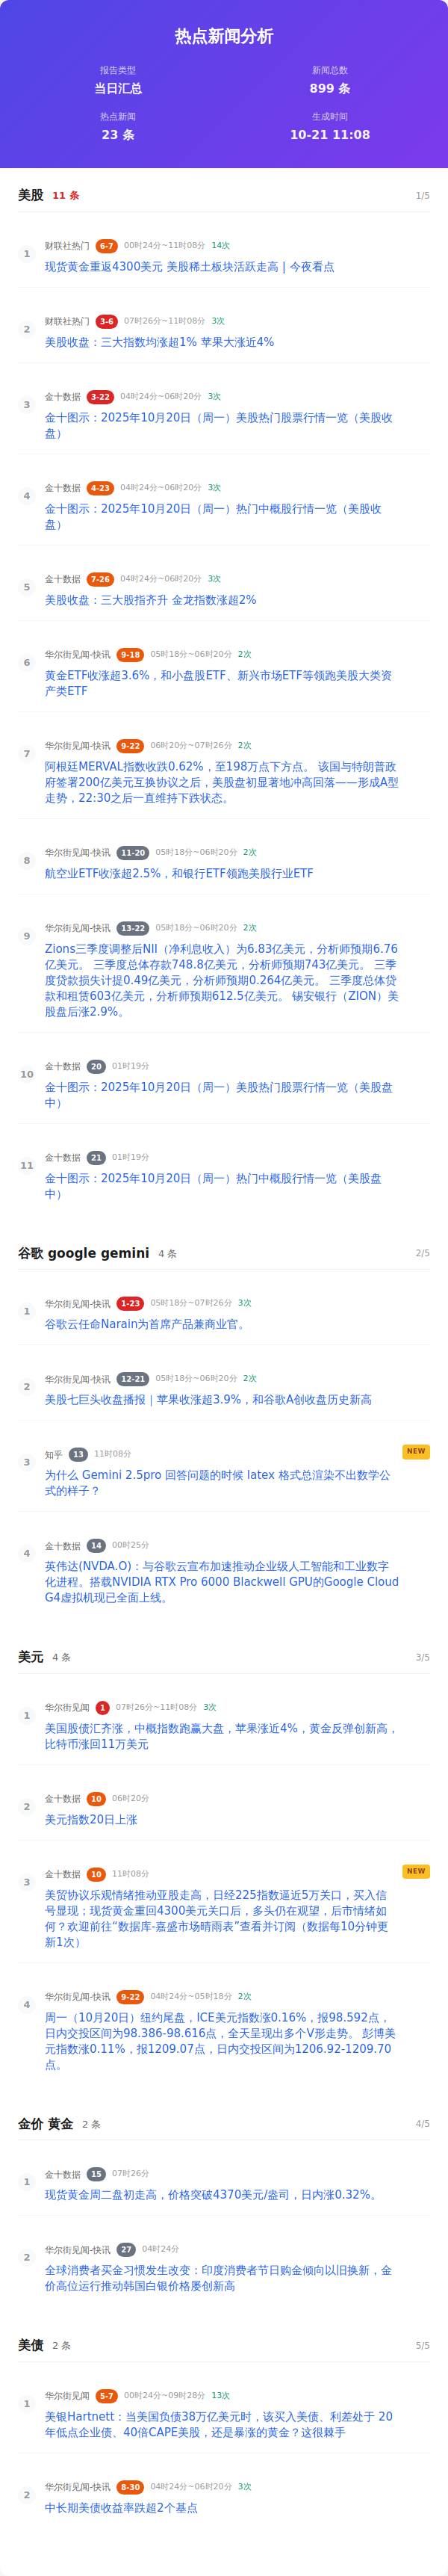 热点新闻分析
报告类型
当日汇总
新闻总数
899 条
热点新闻
23 条
生成时间
10-21 11:08
美股 11 条 1/5
1
财联社热门 6-7 00时24分~11时08分 14次
现货黄金重返4300美元 美股稀土板块活跃走高 | 今夜看点
2
财联社热门 3-6 07时26分~11时08分 3次
美股收盘：三大指数均涨超1% 苹果大涨近4%
3
金十数据 3-22 04时24分~06时20分 3次
金十图示：2025年10月20日（周一）美股热门股票行情一览（美股收
盘）
4
金十数据 4-23 04时24分~06时20分 3次
金十图示：2025年10月20日（周一）热门中概股行情一览（美股收
盘）
5
金十数据 7-26 04时24分~06时20分 3次
美股收盘：三大股指齐升 金龙指数涨超2%
6
华尔街见闻-快讯 9-18 05时18分~06时20分 2次
黄金ETF收涨超3.6%，和小盘股ETF、新兴市场ETF等领跑美股大类资
产类ETF
7
华尔街见闻-快讯 9-22 06时20分~07时26分 2次
阿根廷MERVAL指数收跌0.62%，至198万点下方点。 该国与特朗普政
府签署200亿美元互换协议之后，美股盘初显著地冲高回落——形成A型
走势，22:30之后一直维持下跌状态。
8
华尔街见闻-快讯 11-20 05时18分~06时20分 2次
航空业ETF收涨超2.5%，和银行ETF领跑美股行业ETF
9
华尔街见闻-快讯 13-22 05时18分~06时20分 2次
Zions三季度调整后NII（净利息收入）为6.83亿美元，分析师预期6.76
亿美元。 三季度总体存款748.8亿美元，分析师预期743亿美元。 三季
度贷款损失计提0.49亿美元，分析师预期0.264亿美元。 三季度总体贷
款和租赁603亿美元，分析师预期612.5亿美元。 锡安银行（ZION）美
股盘后涨2.9%。
10
金十数据 20 01时19分
金十图示：2025年10月20日（周一）美股热门股票行情一览（美股盘
中）
11
金十数据 21 01时19分
金十图示：2025年10月20日（周一）热门中概股行情一览（美股盘
中）
谷歌 google gemini 4 条 2/5
1
华尔街见闻-快讯 1-23 05时18分~07时26分 3次
谷歌云任命Narain为首席产品兼商业官。
2
华尔街见闻-快讯 12-21 05时18分~06时20分 2次
美股七巨头收盘播报｜苹果收涨超3.9%，和谷歌A创收盘历史新高
3
知乎 13 11时08分 NEW
为什么 Gemini 2.5pro 回答问题的时候 latex 格式总渲染不出数学公
式的样子？
4
金十数据 14 00时25分
英伟达(NVDA.O)：与谷歌云宣布加速推动企业级人工智能和工业数字
化进程。搭载NVIDIA RTX Pro 6000 Blackwell GPU的Google Cloud
G4虚拟机现已全面上线。
美元 4 条 3/5
1
华尔街见闻 1 07时26分~11时08分 3次
美国股债汇齐涨，中概指数跑赢大盘，苹果涨近4%，黄金反弹创新高，
比特币涨回11万美元
2
金十数据 10 06时20分
美元指数20日上涨
3
金十数据 10 11时08分 NEW
美贸协议乐观情绪推动亚股走高，日经225指数逼近5万关口，买入信
号显现；现货黄金重回4300美元关口后，多头仍在观望，后市情绪如
何？欢迎前往“数据库-嘉盛市场晴雨表”查看并订阅（数据每10分钟更
新1次）
4
华尔街见闻-快讯 9-22 04时24分~05时18分 2次
周一（10月20日）纽约尾盘，ICE美元指数涨0.16%，报98.592点，
日内交投区间为98.386-98.616点，全天呈现出多个V形走势。 彭博美
元指数涨0.11%，报1209.07点，日内交投区间为1206.92-1209.70
点。
金价 黄金 2 条 4/5
1
金十数据 15 07时26分
现货黄金周二盘初走高，价格突破4370美元/盎司，日内涨0.32%。
2
华尔街见闻-快讯 27 04时24分
全球消费者买金习惯发生改变：印度消费者节日购金倾向以旧换新，金
价高位运行推动韩国白银价格屡创新高
美债 2 条 5/5
1
华尔街见闻 5-7 00时24分~09时28分 13次
美银Hartnett：当美国负债38万亿美元时，该买入美债、利差处于 20
年低点企业债、40倍CAPE美股，还是暴涨的黄金？这很棘手
2
华尔街见闻-快讯 8-30 04时24分~06时20分 3次
中长期美债收益率跌超2个基点